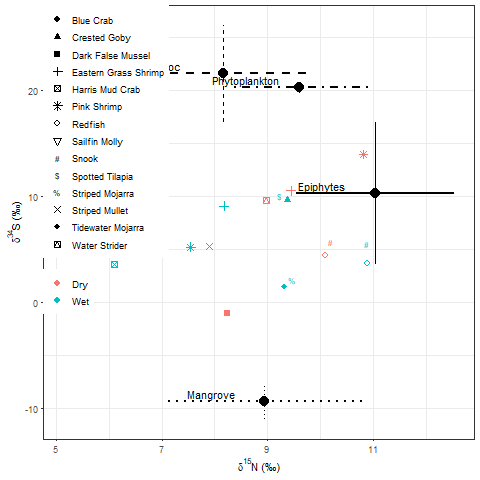 Blue Crab
Crested Goby
Dark False Mussel
Eastern Grass Shrimp
Harris Mud Crab
Pink Shrimp
Redfish
Sailfin Molly
# Snook
$ Spotted Tilapia
% Striped Mojarra
Striped Mullet
Tidewater Mojarra
Water Strider
Dry
Wet
oc
Phytoplankton
Epiphytes
Mangrove
$
#
#
%
20
10
0
-10
δ34S (‰)
5 7 9 11
δ15N (‰)